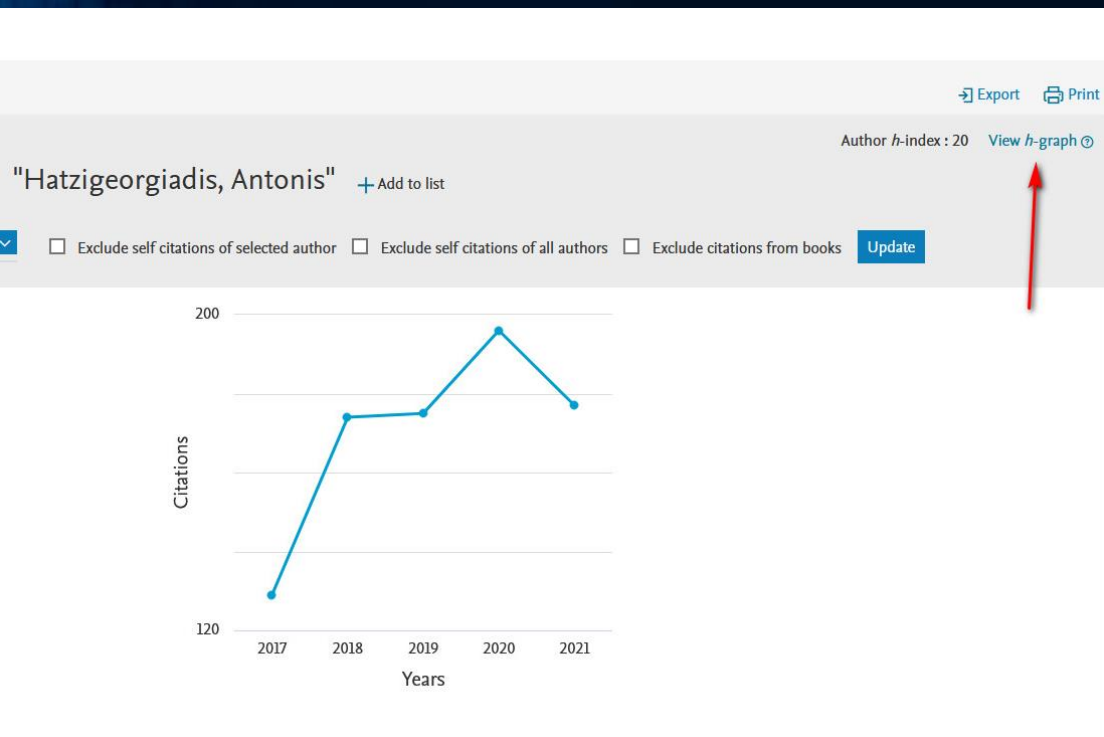 Export Print
Author h-index : 20 View h-graph
"Hatzigeorgiadis, Antonis" + Add to list
Exclude self citations of selected author Exclude self citations of all authors Exclude citations from books Update
200
Citations
120
2017 2018 2019 2020 2021
Years